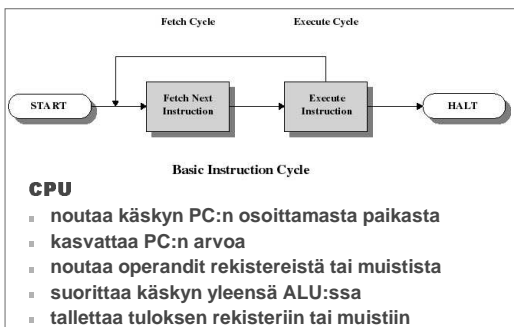 Fetch Cycle Execute Cycle
START
Fetch Next
Instruction
Execute
Instruction
HALT
Basic Instruction Cycle
CPU
noutaa käskyn PC:n osoittamasta paikasta
kasvattaa PC:n arvoa
noutaa operandit rekistereistä tai muistista
suorittaa käskyn yleensä ALU:ssa
tallettaa tuloksen rekisteriin tai muistiin